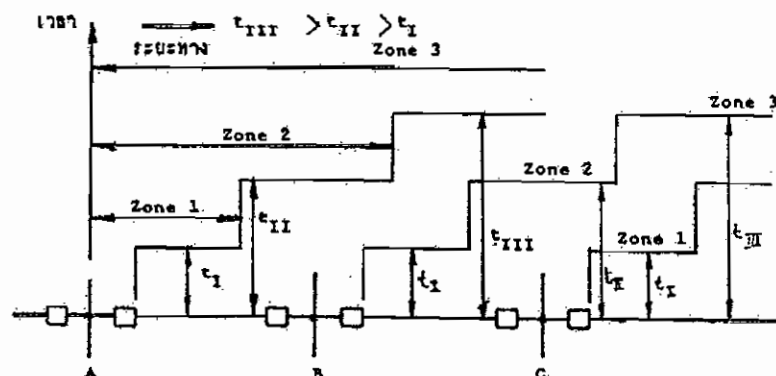 เวลา
t_III > t_II > t_I
ระยะทาง
Zone 3
Zone 3
Zone 2
Zone 2
Zone 1
t_II
t_III
Zone 1
t_III
t_I
t_I
t_II
t_I
A
B
C